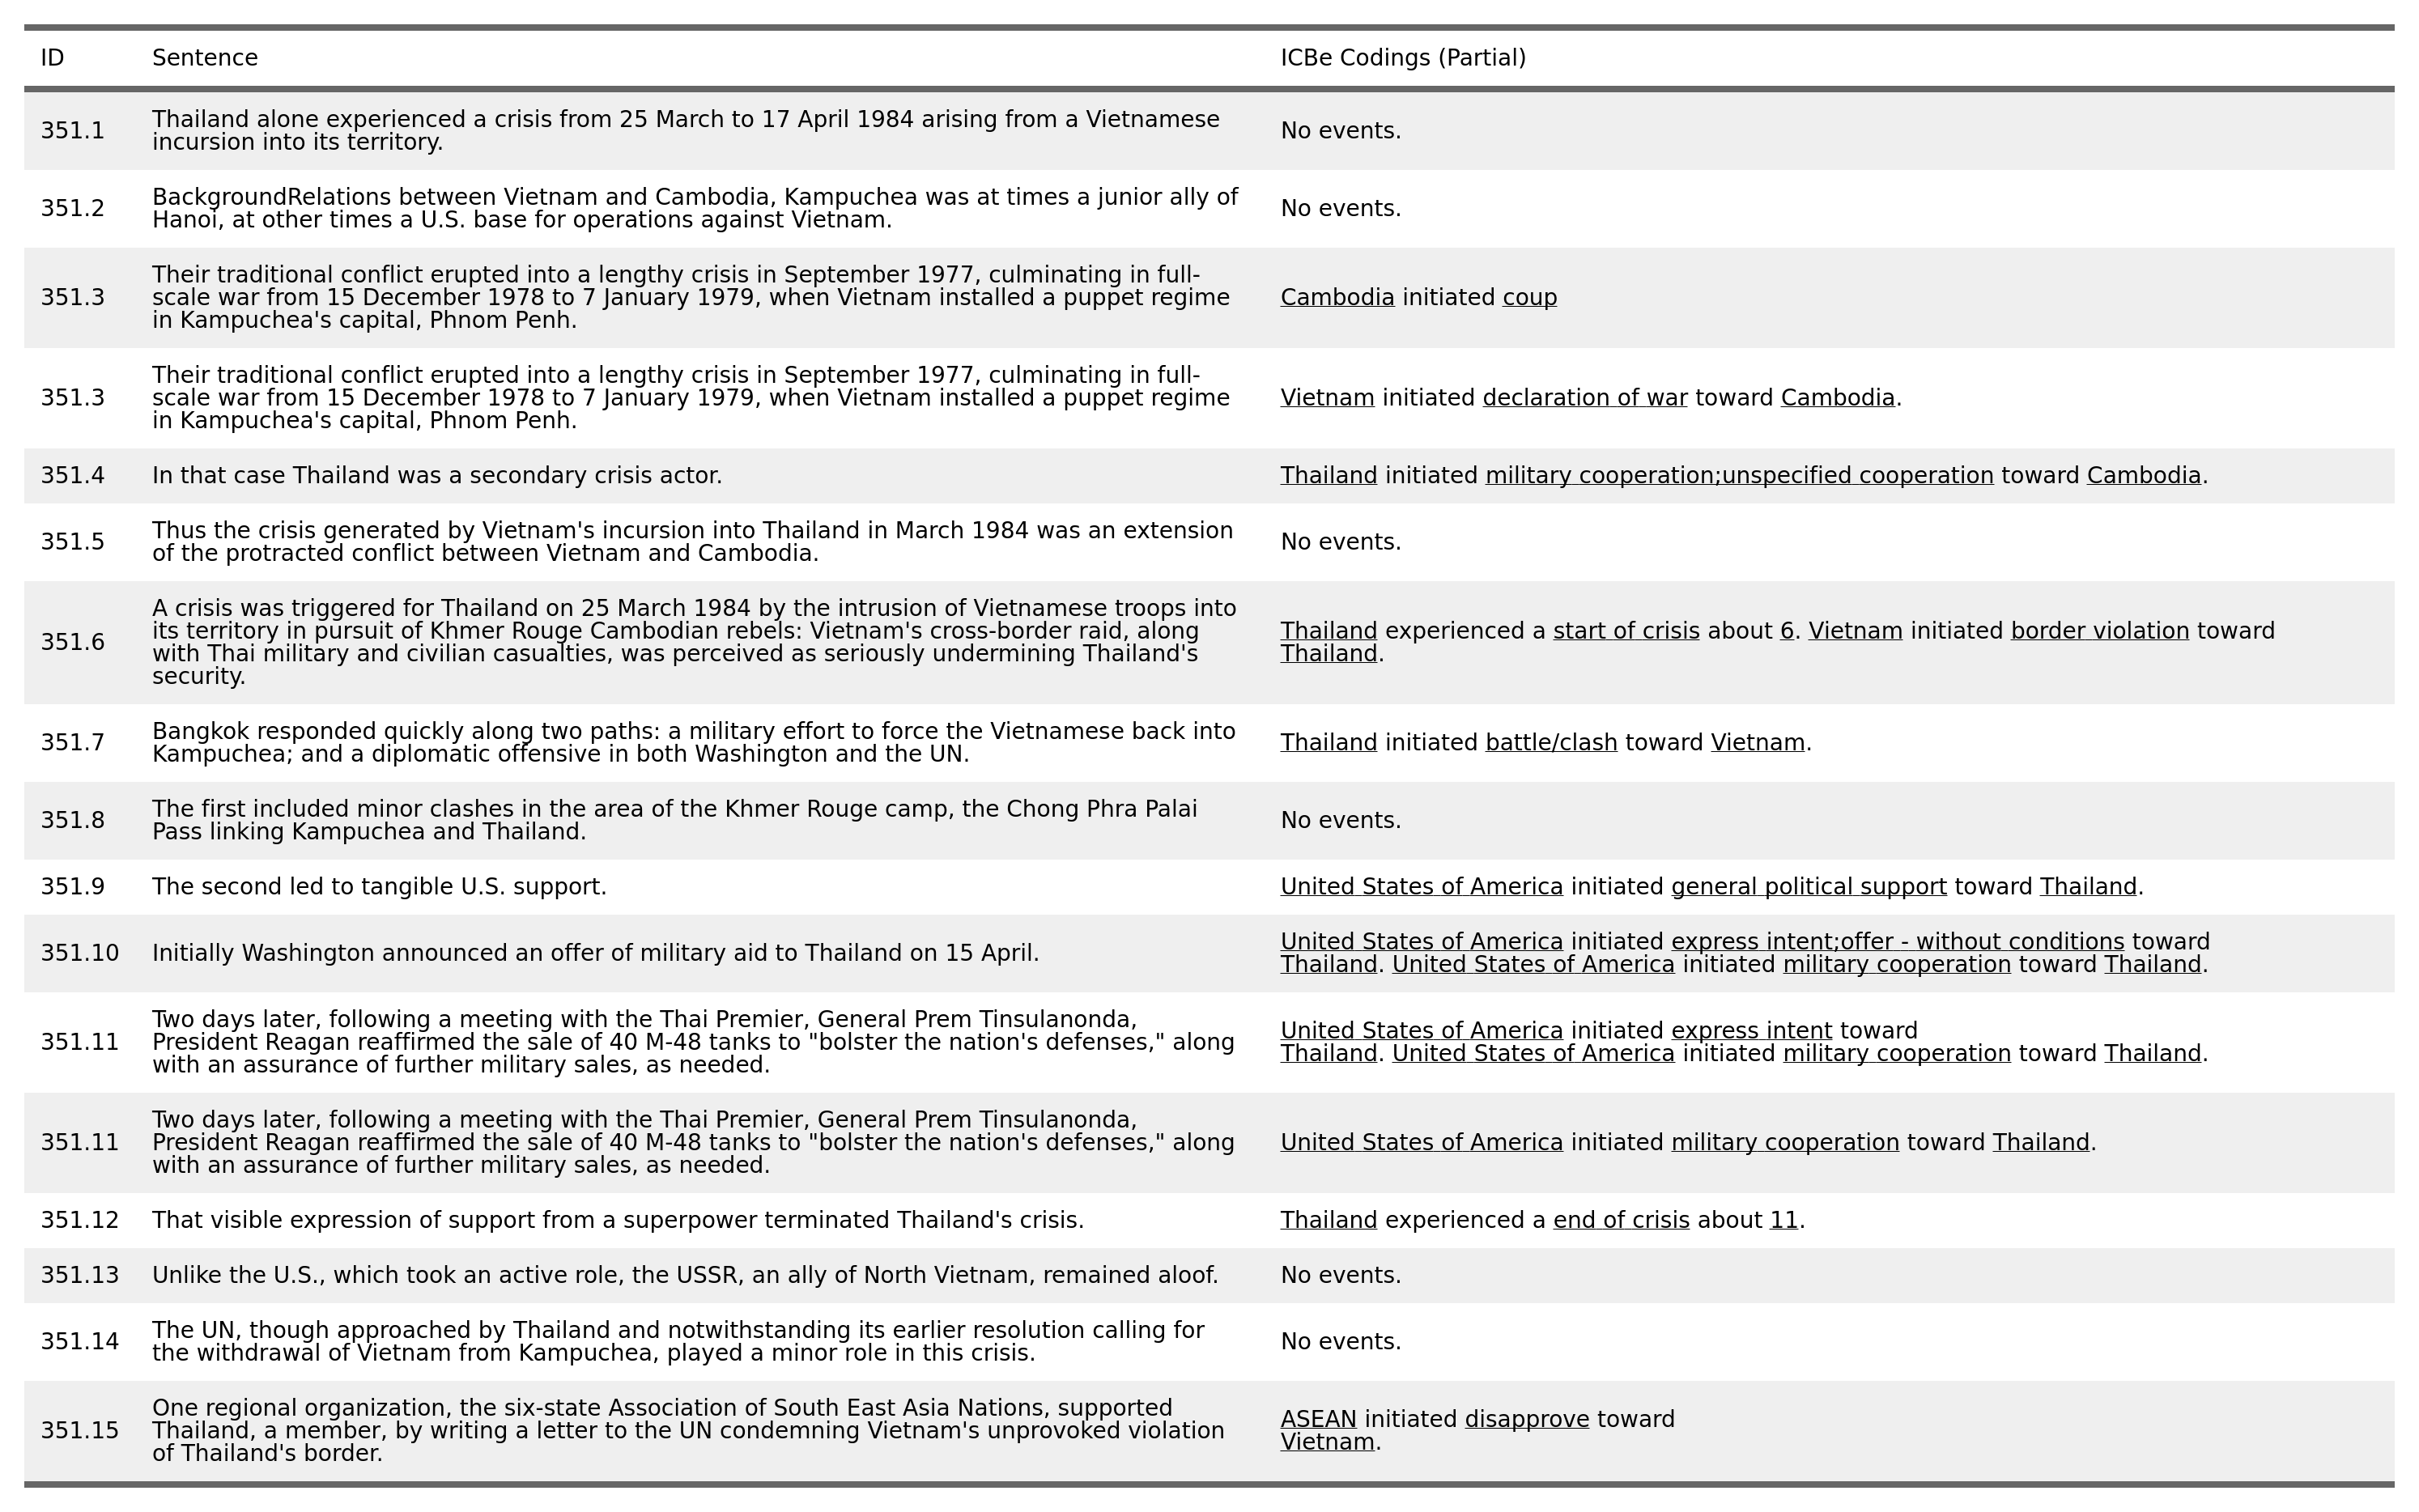 ID Sentence ICBe Codings (Partial)
351.1 Thailand alone experienced a crisis from 25 March to 17 April 1984 arising from a Vietnamese
incursion into its territory.
No events.
351.2 BackgroundRelations between Vietnam and Cambodia, Kampuchea was at times a junior ally of
Hanoi, at other times a U.S. base for operations against Vietnam.
No events.
351.3 Their traditional conflict erupted into a lengthy crisis in September 1977, culminating in full-
scale war from 15 December 1978 to 7 January 1979, when Vietnam installed a puppet regime
in Kampuchea's capital, Phnom Penh.
Cambodia initiated coup
351.3 Their traditional conflict erupted into a lengthy crisis in September 1977, culminating in full-
scale war from 15 December 1978 to 7 January 1979, when Vietnam installed a puppet regime
in Kampuchea's capital, Phnom Penh.
Vietnam initiated declaration of war toward Cambodia.
351.4 In that case Thailand was a secondary crisis actor.
Thailand initiated military cooperation;unspecified cooperation toward Cambodia.
351.5 Thus the crisis generated by Vietnam's incursion into Thailand in March 1984 was an extension
of the protracted conflict between Vietnam and Cambodia.
No events.
351.6 A crisis was triggered for Thailand on 25 March 1984 by the intrusion of Vietnamese troops into
its territory in pursuit of Khmer Rouge Cambodian rebels: Vietnam's cross-border raid, along
with Thai military and civilian casualties, was perceived as seriously undermining Thailand's
security.
Thailand experienced a start of crisis about 6. Vietnam initiated border violation toward
Thailand.
351.7 Bangkok responded quickly along two paths: a military effort to force the Vietnamese back into
Kampuchea; and a diplomatic offensive in both Washington and the UN.
Thailand initiated battle/clash toward Vietnam.
351.8 The first included minor clashes in the area of the Khmer Rouge camp, the Chong Phra Palai
Pass linking Kampuchea and Thailand.
No events.
351.9 The second led to tangible U.S. support.
United States of America initiated general political support toward Thailand.
351.10 Initially Washington announced an offer of military aid to Thailand on 15 April.
United States of America initiated express intent;offer - without conditions toward
Thailand. United States of America initiated military cooperation toward Thailand.
351.11 Two days later, following a meeting with the Thai Premier, General Prem Tinsulanonda,
President Reagan reaffirmed the sale of 40 M-48 tanks to "bolster the nation's defenses," along
with an assurance of further military sales, as needed.
United States of America initiated express intent toward
Thailand. United States of America initiated military cooperation toward Thailand.
351.11 Two days later, following a meeting with the Thai Premier, General Prem Tinsulanonda,
President Reagan reaffirmed the sale of 40 M-48 tanks to "bolster the nation's defenses," along
with an assurance of further military sales, as needed.
United States of America initiated military cooperation toward Thailand.
351.12 That visible expression of support from a superpower terminated Thailand's crisis.
Thailand experienced a end of crisis about 11.
351.13 Unlike the U.S., which took an active role, the USSR, an ally of North Vietnam, remained aloof.
No events.
351.14 The UN, though approached by Thailand and notwithstanding its earlier resolution calling for
the withdrawal of Vietnam from Kampuchea, played a minor role in this crisis.
No events.
351.15 One regional organization, the six-state Association of South East Asia Nations, supported
Thailand, a member, by writing a letter to the UN condemning Vietnam's unprovoked violation
of Thailand's border.
ASEAN initiated disapprove toward
Vietnam.